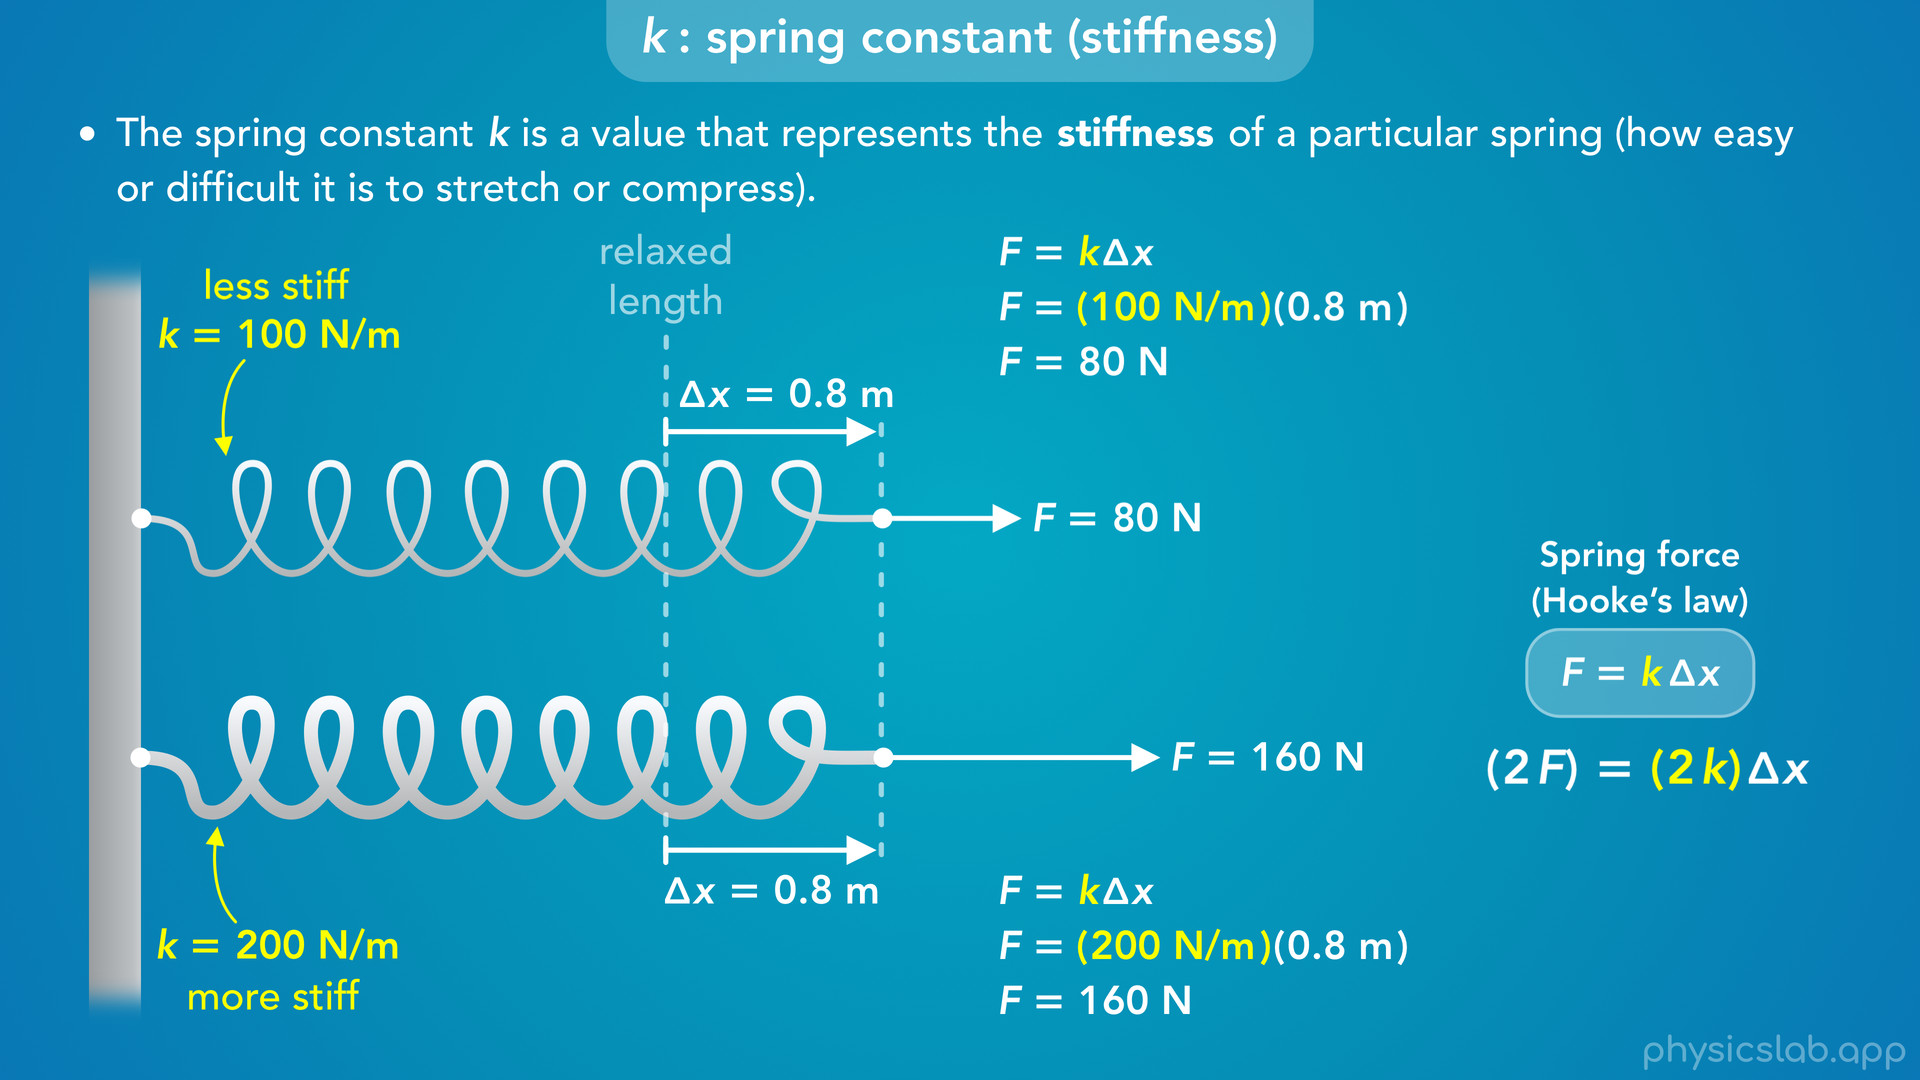 k : spring constant (stiffness)
• The spring constant k is a value that represents the stiffness of a particular spring (how easy
or difficult it is to stretch or compress).
relaxed
length
less stiff
k = 100 N/m
F = kΔx
F = (100 N/m)(0.8 m)
F = 80 N
Δx = 0.8 m
F = 80 N
Spring force
(Hooke’s law)
F = kΔx
(2F) = (2k)Δx
F = 160 N
Δx = 0.8 m
k = 200 N/m
more stiff
F = kΔx
F = (200 N/m)(0.8 m)
F = 160 N
physicslab.app